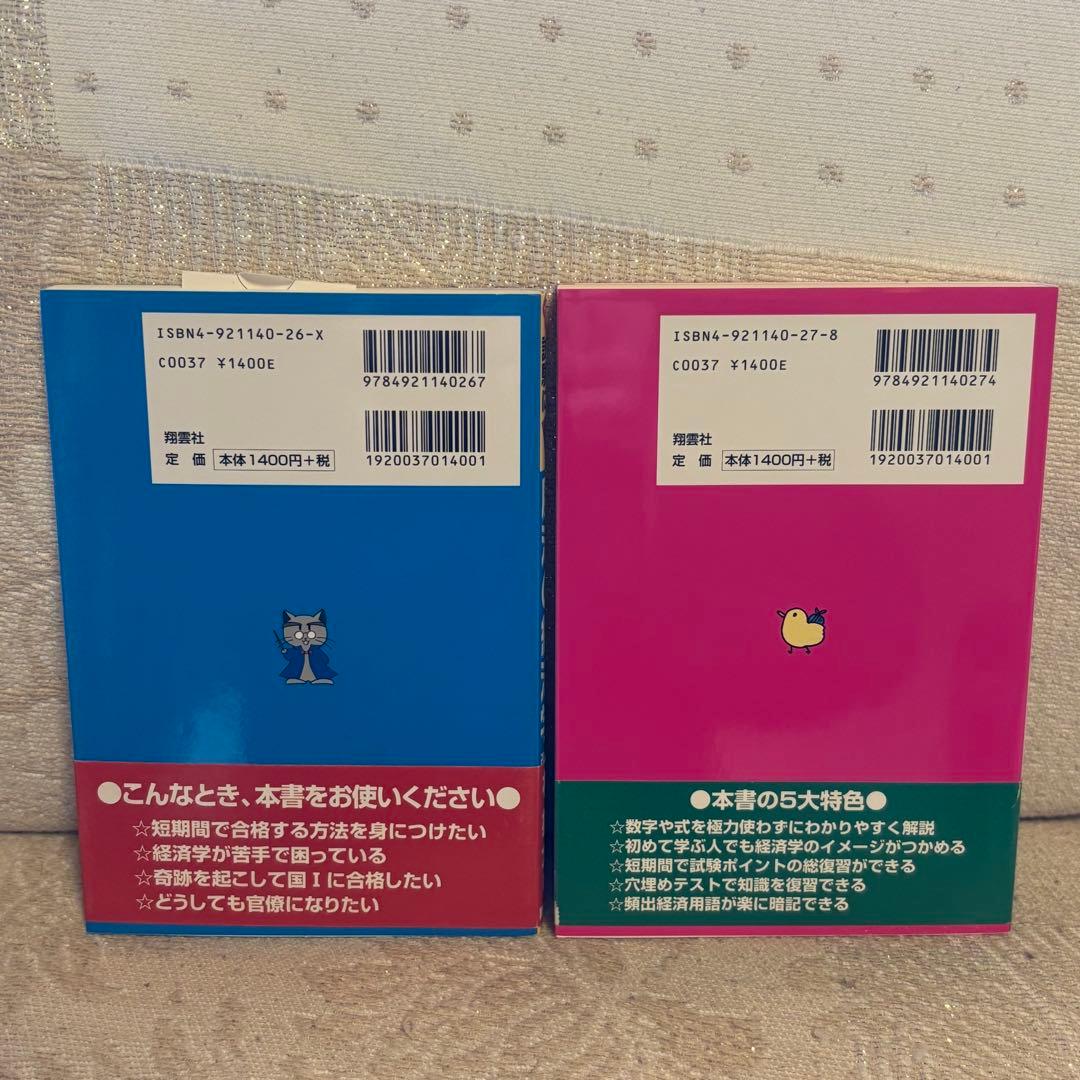 ISBN4-921140-26-X
C0037 ¥1400E
9784921140267
翔雲社
定 価 本体1400円+税
1920037014001
●こんなとき、本書をお使いください●
☆短期間で合格する方法を身につけたい
☆経済学が苦手で困っている
☆奇跡を起こして国Ⅰに合格したい
☆どうしても官僚になりたい
ISBN4-921140-27-8
C0037 ¥1400E
9784921140274
翔雲社
定 価 本体1400円+税
1920037014001
●本書の5大特色●
☆数字や式を極力使わずにわかりやすく解説
☆初めて学ぶ人でも経済学のイメージがつかめる
☆短期間で試験ポイントの総復習ができる
☆穴埋めテストで知識を復習できる
☆頻出経済用語が楽に暗記できる